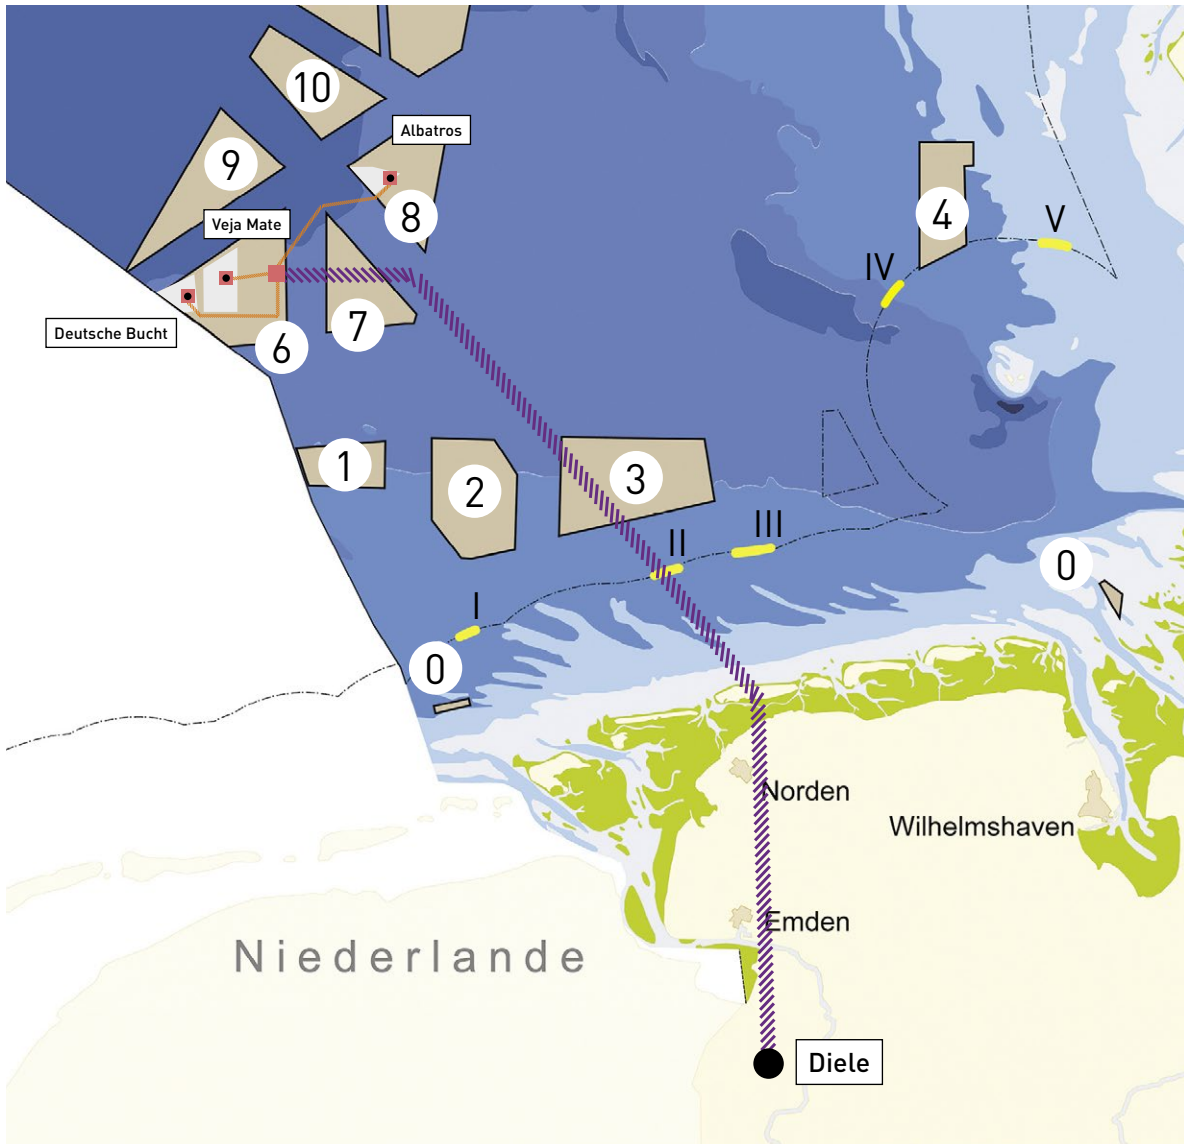 10
Albatros
9
8
4
V
Veja Mate
IV
Deutsche Bucht
7
6
1
2
3
II
III
0
I
0
Norden
Wilhelmshaven
Emden
Niederlande
Diele